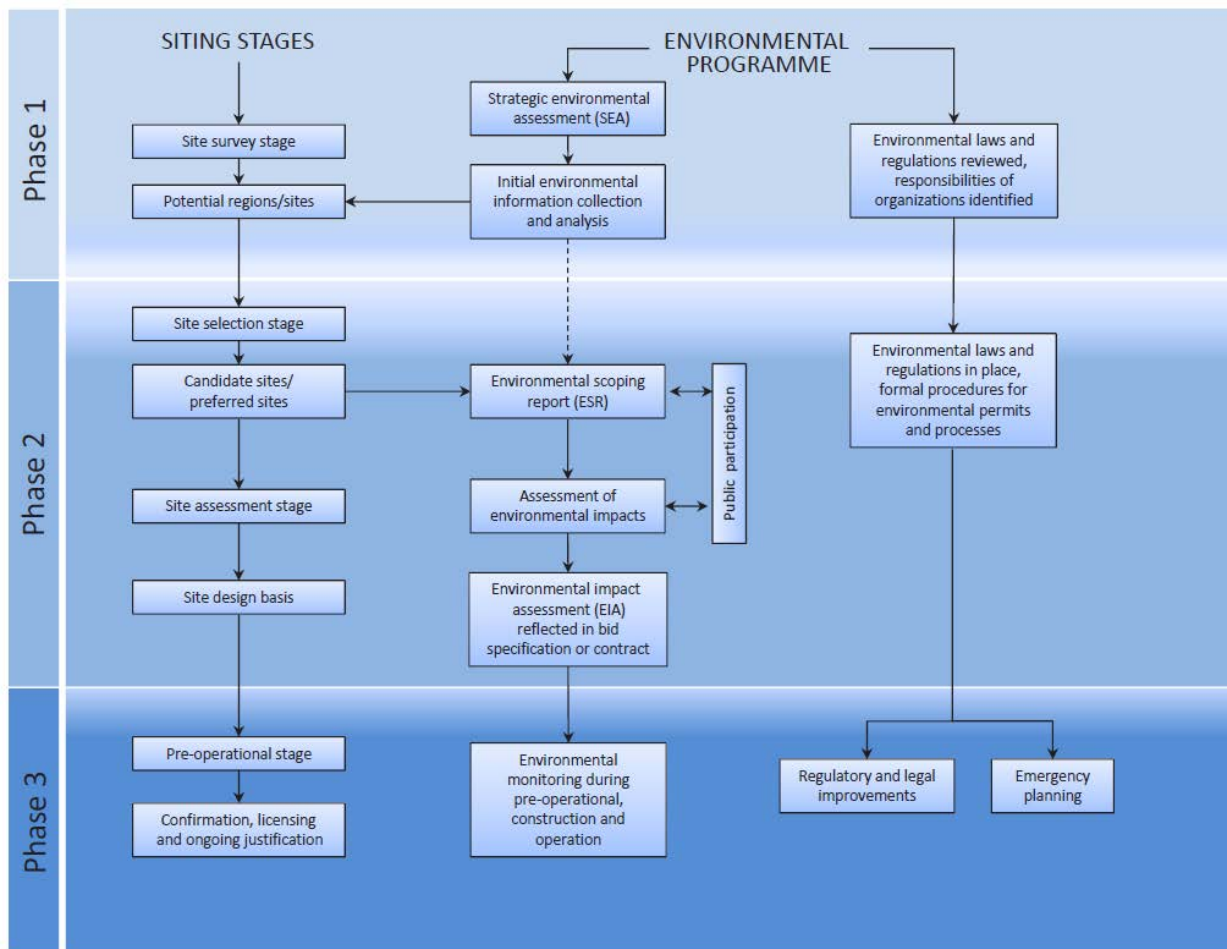 SITING STAGES
ENVIRONMENTAL
PROGRAMME
Phase 1
Site survey stage
Potential regions/sites
Strategic environmental
assessment (SEA)
Initial environmental
information collection
and analysis
Environmental laws and
regulations reviewed,
responsibilities of
organizations identified
Phase 2
Site selection stage
Candidate sites/
preferred sites
Site assessment stage
Site design basis
Environmental scoping
report (ESR)
Assessment of
environmental impacts
Environmental impact
assessment (EIA)
reflected in bid
specification or contract
Public participation
Environmental laws and
regulations in place,
formal procedures for
environmental permits
and processes
Phase 3
Pre-operational stage
Confirmation, licensing
and ongoing justification
Environmental
monitoring during
pre-operational,
construction and
operation
Regulatory and legal
improvements
Emergency
planning